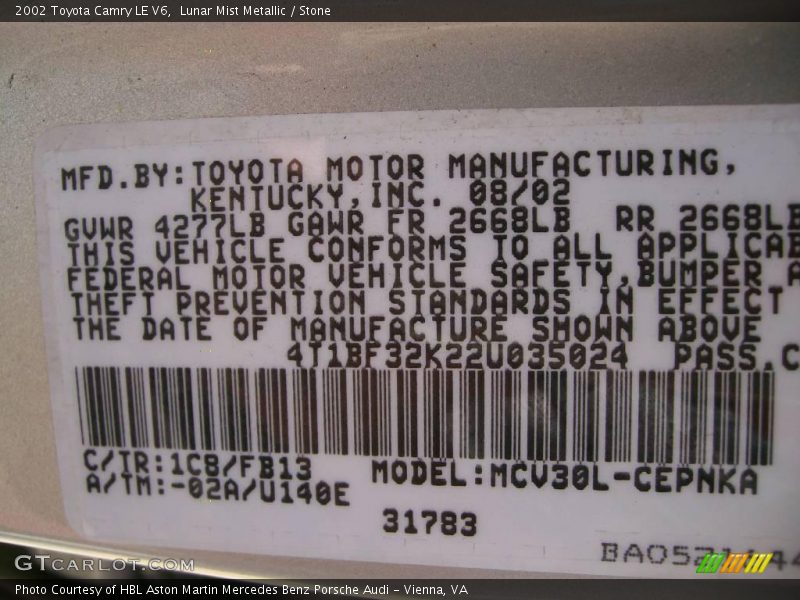 2002 Toyota Camry LE V6, Lunar Mist Metallic / Stone
MFD.BY:TOYOTA MOTOR MANUFACTURING,
KENTUCKY,INC. 08/02
GVWR 4277LB GAWR FR 2668LB RR 2668LB
THIS VEHICLE CONFORMS TO ALL APPLICAB
FEDERAL MOTOR VEHICLE SAFETY,BUMPER A
THEFT PREVENTION STANDARDS IN EFFECT
THE DATE OF MANUFACTURE SHOWN ABOVE
4T1BF32K22U035024 PASS.C
C/TR:1C8/FB13 MODEL:MCV30L-CEPNKA
A/TM:-02A/U140E
31783
GTcarlot.com
Photo Courtesy of HBL Aston Martin Mercedes Benz Porsche Audi - Vienna, VA